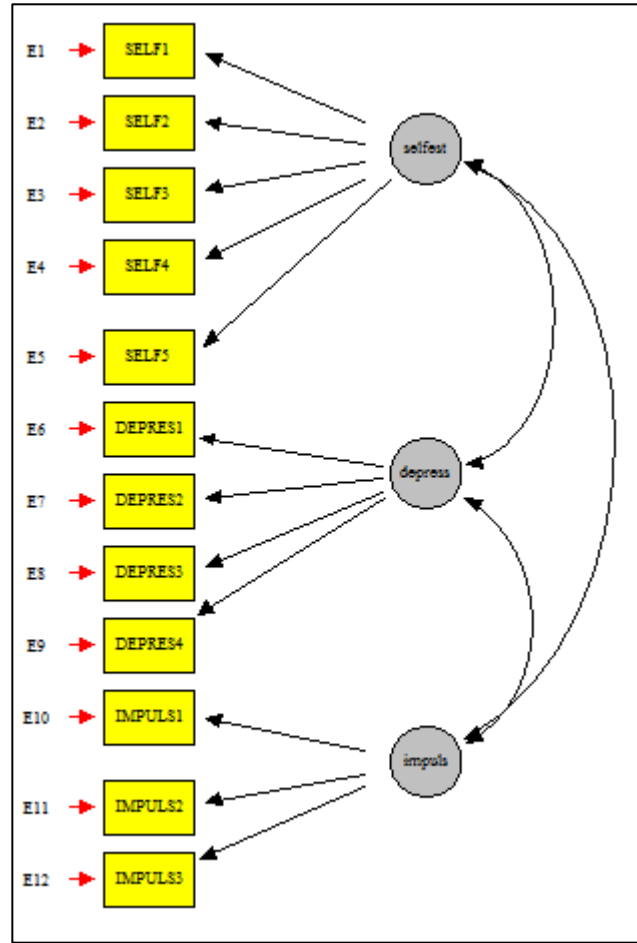 E1 SELF1
selfest
E2 SELF2
E3 SELF3
E4 SELF4
E5 SELF5
E6 DEPRES1
depress
E7 DEPRES2
E8 DEPRES3
E9 DEPRES4
E10 IMPULS1
impuls
E11 IMPULS2
E12 IMPULS3